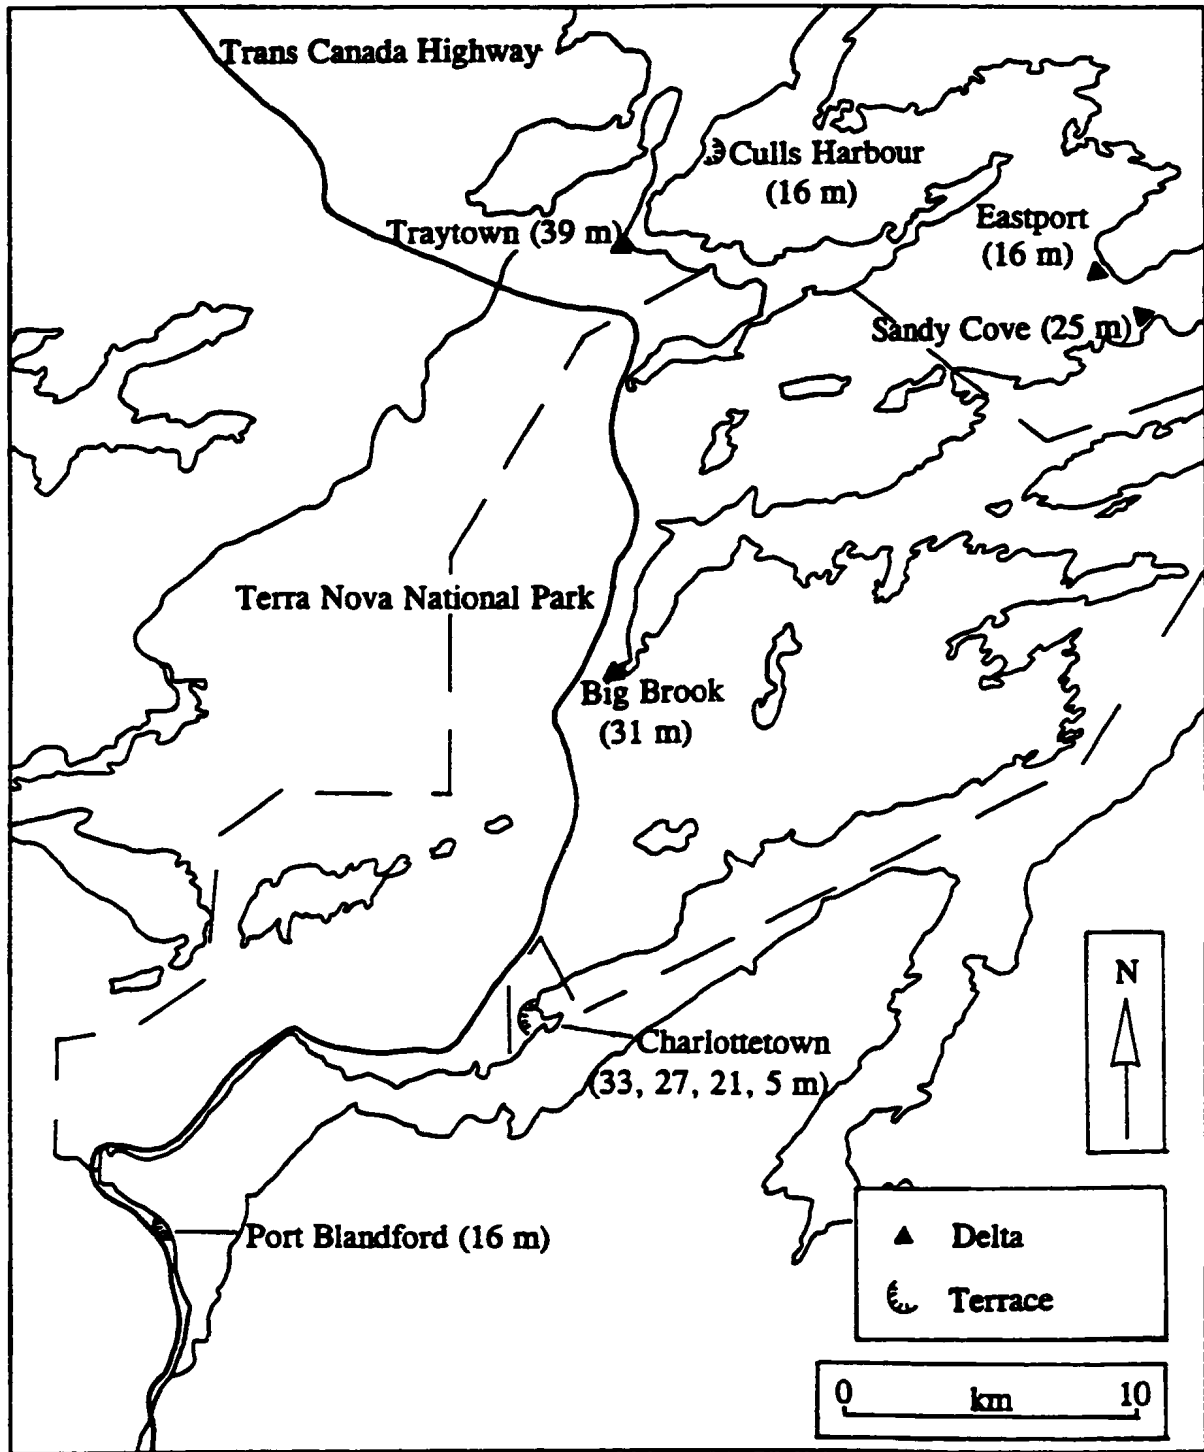 Trans Canada Highway
Culls Harbour
(16 m)
Eastport
(16 m)
Traytown (39 m)
Sandy Cove (25 m)
Terra Nova National Park
Big Brook
(31 m)
N
Charlottetown
(33, 27, 21, 5 m)
Port Blandford (16 m)
Delta
Terrace
0 km 10